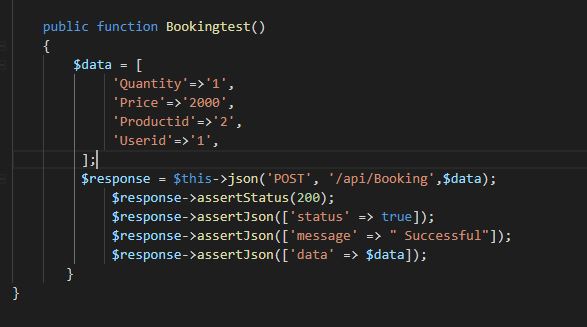 public function Bookingtest()
{
$data = [
'Quantity'=>'1',
'Price'=>'2000',
'Productid'=>'2',
'Userid'=>'1',
];
$response = $this->json('POST', '/api/Booking',$data);
$response->assertStatus(200);
$response->assertJson(['status' => true]);
$response->assertJson(['message' => " Successful"]);
$response->assertJson(['data' => $data]);
}
}